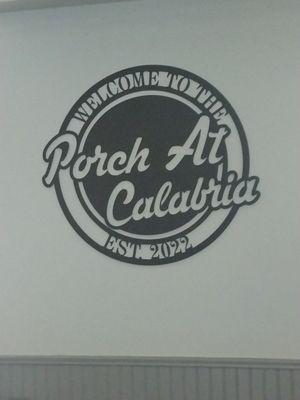 WELCOME TO THE
Porch At
Calabria
EST. 2022